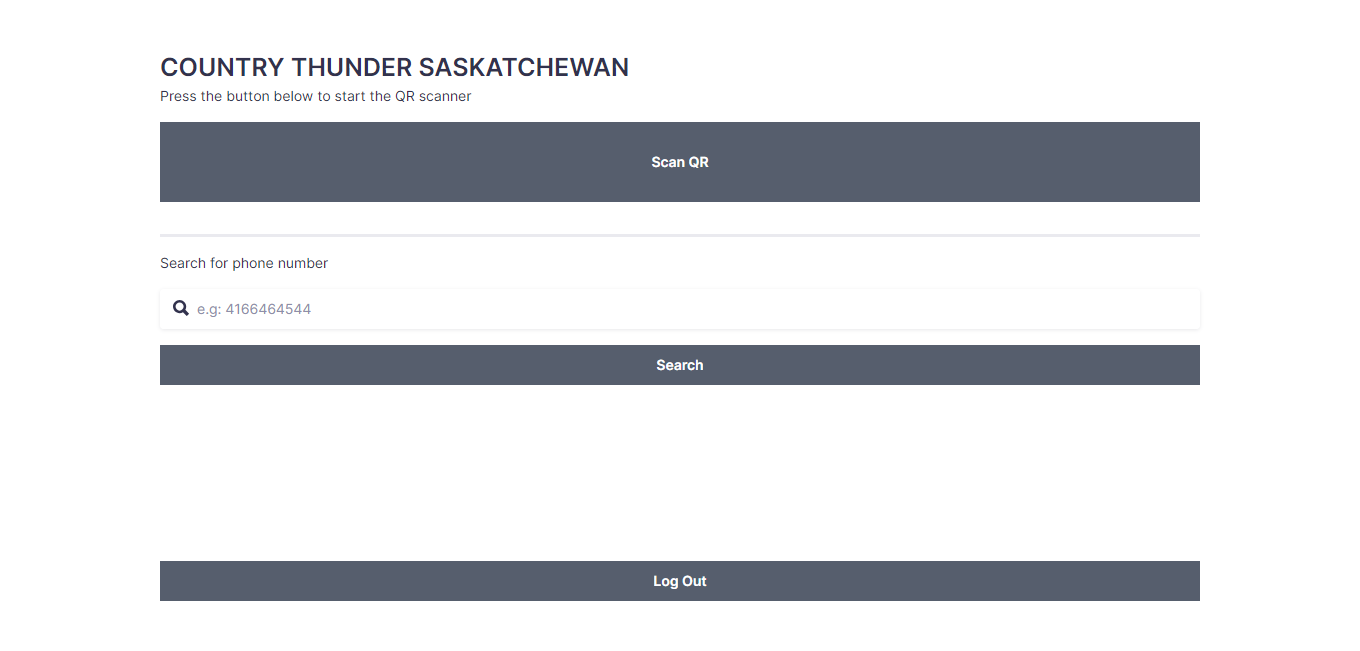 COUNTRY THUNDER SASKATCHEWAN
Press the button below to start the QR scanner
Scan QR
Search for phone number
e.g: 4166464544
Search
Log Out